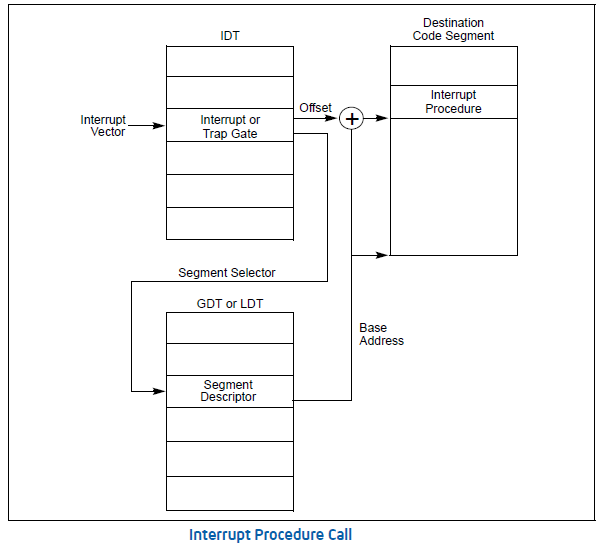 IDT
Destination
Code Segment
Interrupt
Vector
Interrupt or
Trap Gate
Offset
+
Interrupt
Procedure
Segment Selector
GDT or LDT
Segment
Descriptor
Base
Address
Interrupt Procedure Call